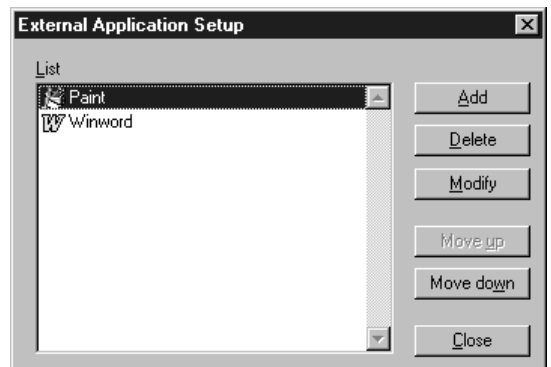 External Application Setup
List
Paint
Winword
Add
Delete
Modify
Move up
Move down
Close